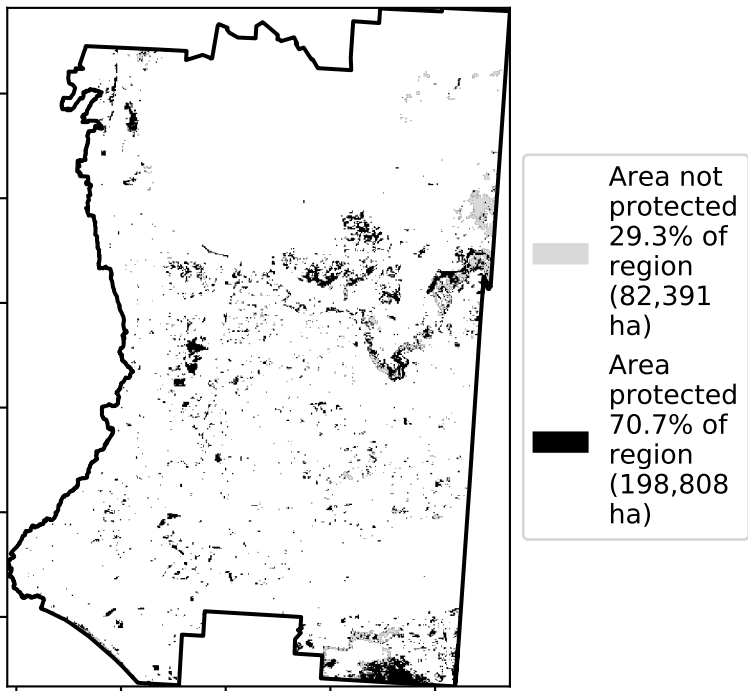 Area not
protected
29.3% of
region
(82,391
ha)
Area
protected
70.7% of
region
(198,808
ha)